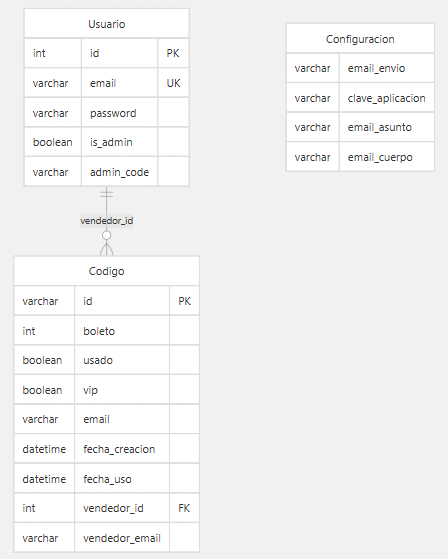 Usuario
int id PK
varchar email UK
varchar password
boolean is_admin
varchar admin_code
vendedor_id
Codigo
varchar id PK
int boleto
boolean usado
boolean vip
varchar email
datetime fecha_creacion
datetime fecha_uso
int vendedor_id FK
varchar vendedor_email
Configuracion
varchar email_envio
varchar clave_aplicacion
varchar email_asunto
varchar email_cuerpo